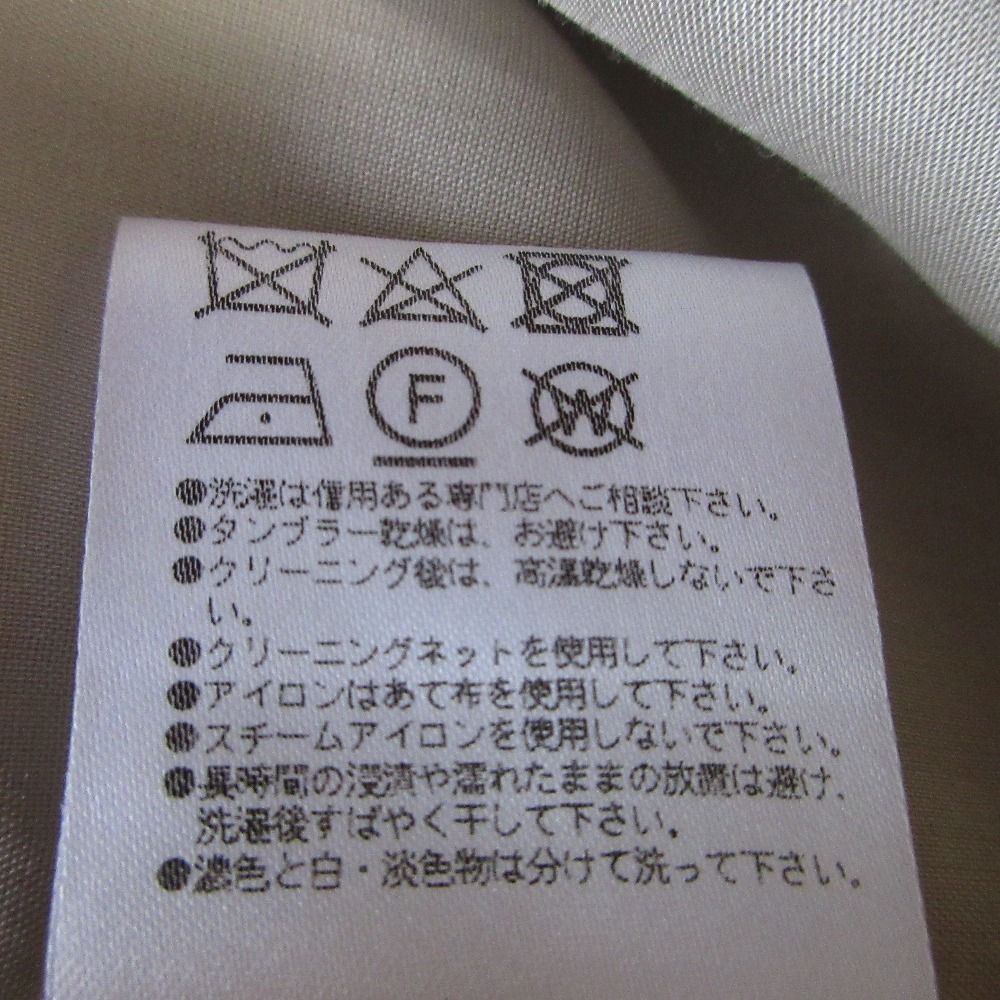 F W
●洗濯は信用ある専門店へご相談下さい。
●タンブラー乾燥は、お避け下さい。
●クリーニング後は、高温乾燥しないで下さ
い。
●クリーニングネットを使用して下さい。
●アイロンはあて布を使用して下さい。
●スチームアイロンを使用しないで下さい。
●長時間の浸漬や濡れたままの放置は避け、
洗濯後すばやく干して下さい。
●濃色と白・淡色物は分けて洗って下さい。